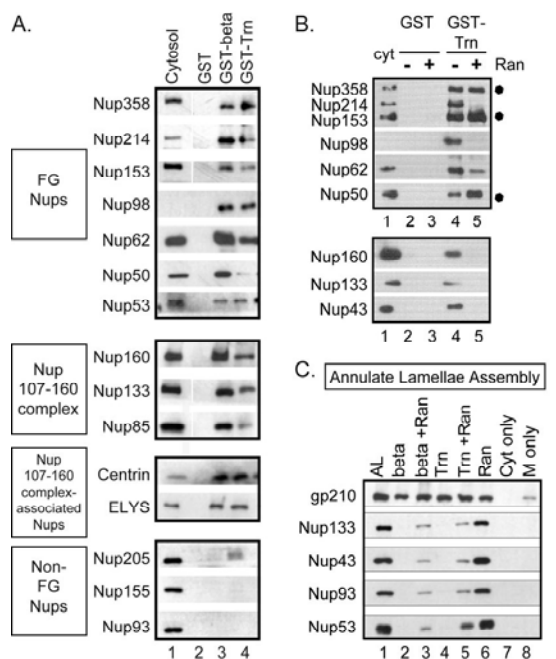 A.
Cytosol GST GST-beta GST-Trn
FG
Nups
Nup358
Nup214
Nup153
Nup98
Nup62
Nup50
Nup53
Nup
107-160
complex
Nup160
Nup133
Nup85
Nup
107-160
complex-
associated
Nups
Centrin
ELYS
Non-
FG
Nups
Nup205
Nup155
Nup93
1 2 3 4
B.
GST GST-
Trn
cyt - + - + Ran
Nup358
Nup214
Nup153
Nup98
Nup62
Nup50
1 2 3 4 5
Nup160
Nup133
Nup43
1 2 3 4 5
C.
Annulate Lamellae Assembly
AL beta beta +Ran Trn Trn +Ran Ran Cyt only M only
gp210
Nup133
Nup43
Nup93
Nup53
1 2 3 4 5 6 7 8